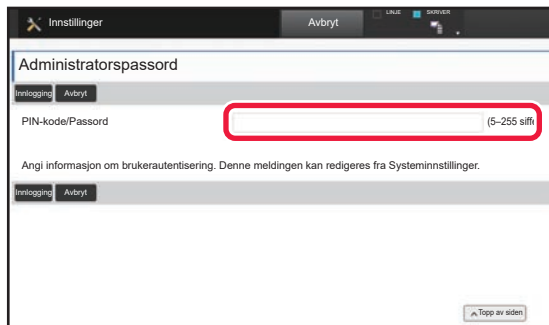 Innstillinger
Avbryt
LINJE
SKRIVER
Administratorspassord
Innlogging Avbryt
PIN-kode/Passord
(5–255
Angi informasjon om brukerautentisering. Denne meldingen kan redigeres fra Systeminnstillinger.
Innlogging Avbryt
Topp av siden